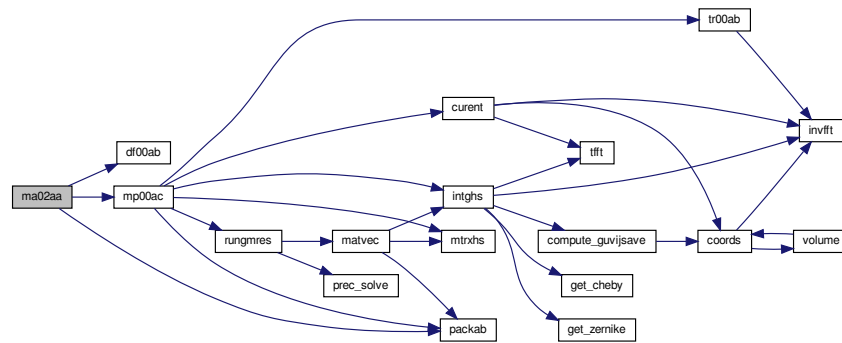 tr00ab
curent
invfft
df00ab
tfft
ma02aa
mp00ac
intghs
rungmres
matvec
mtrxhs
compute_guvijsave
coords
volume
prec_solve
get_cheby
packab
get_zernike